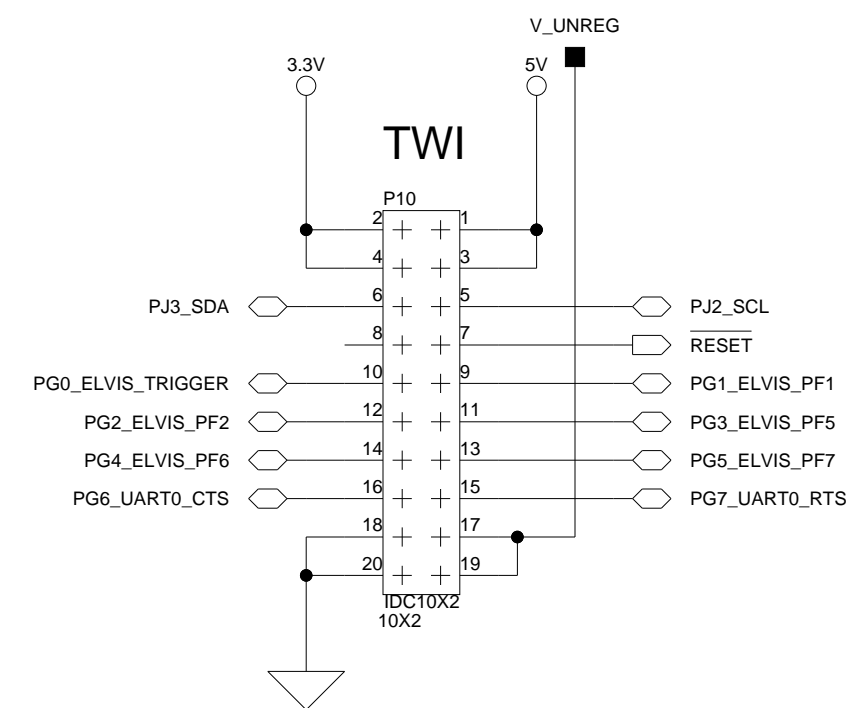 V_UNREG
3.3V 5V
TWI
P10
2 1
4 3
PJ3_SDA 6 5 PJ2_SCL
8 7 RESET
PG0_ELVIS_TRIGGER 10 9 PG1_ELVIS_PF1
PG2_ELVIS_PF2 12 11 PG3_ELVIS_PF5
PG4_ELVIS_PF6 14 13 PG5_ELVIS_PF7
PG6_UART0_CTS 16 15 PG7_UART0_RTS
18 17
20 19
IDC10X2
10X2